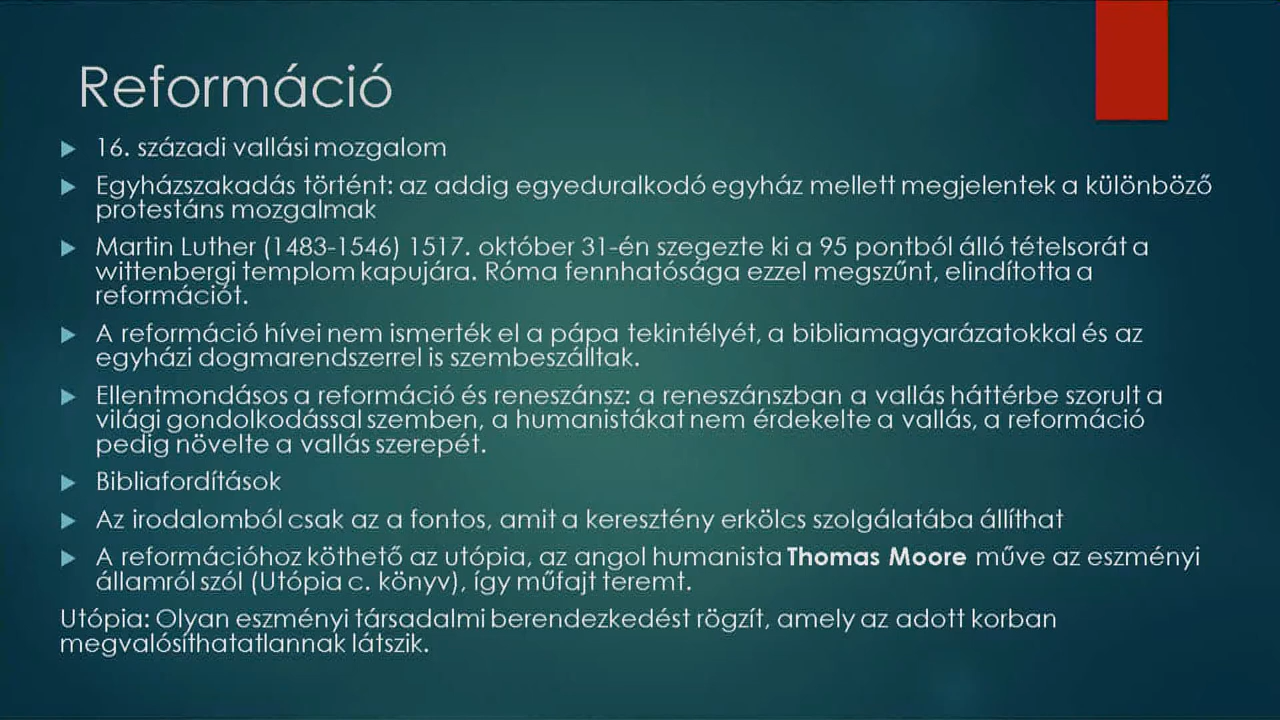 Reformáció
16. századi vallási mozgalom
Egyházszakadás történt: az addig egyeduralkodó egyház mellett megjelentek a különböző
protestáns mozgalmak
Martin Luther (1483-1546) 1517. október 31-én szegezte ki a 95 pontból álló tételsorát a
wittenbergi templom kapujára. Róma fennhatósága ezzel megszűnt, elindította a
reformációt.
A reformáció hívei nem ismerték el a pápa tekintélyét, a bibliamagyarázatokkal és az
egyházi dogmarendszerrel is szembeszálltak.
Ellentmondásos a reformáció és reneszánsz: a reneszánszban a vallás háttérbe szorult a
világi gondolkodással szemben, a humanistákat nem érdekelte a vallás, a reformáció
pedig növelte a vallás szerepét.
Bibliafordítások
Az irodalomból csak az a fontos, amit a keresztény erkölcs szolgálatába állíthat
A reformációhoz köthető az utópia, az angol humanista Thomas Moore műve az eszményi
államról szól (Utópia c. könyv), így műfajt teremt.
Utópia: Olyan eszményi társadalmi berendezkedést rögzít, amely az adott korban
megvalósíthatatlannak látszik.